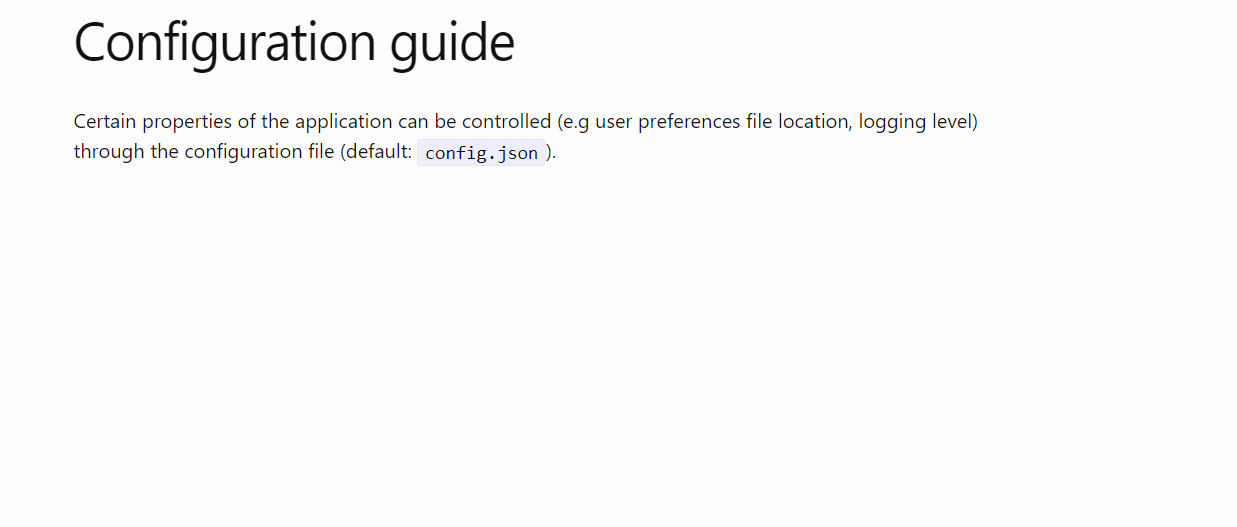 Configuration guide
Certain properties of the application can be controlled (e.g user preferences file location, logging level)
through the configuration file (default: config.json).